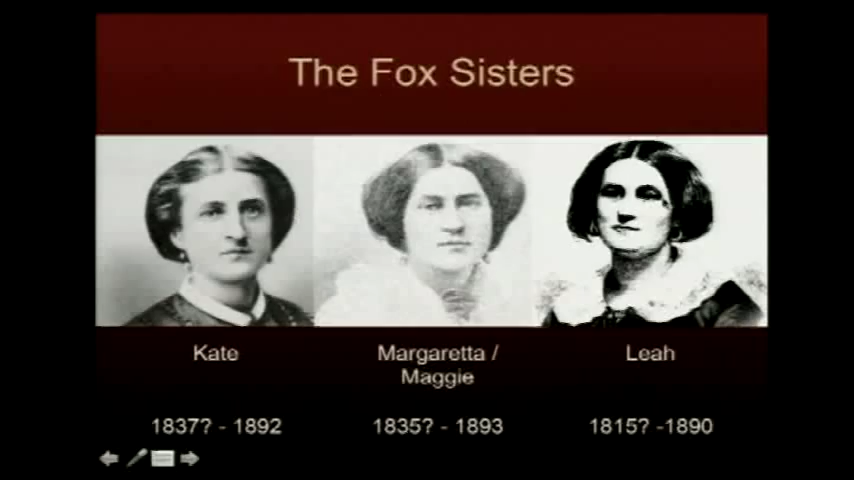 The Fox Sisters
Kate
Margaretta /
Maggie
Leah
1837? - 1892
1835? - 1893
1815? -1890